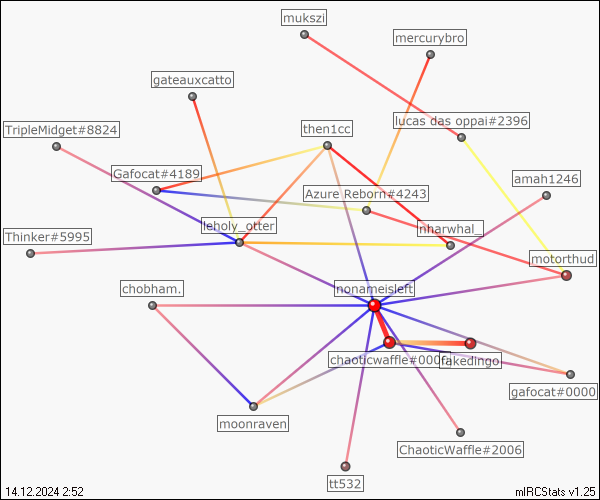 mukszi
mercurybro
gateauxcatto
lucas das oppai#2396
TripleMidget#8824
then1cc
Gafocat#4189
amah1246
Azure Reborn#4243
leholy_otter
nharwhal_
Thinker#5995
motorthud
chobham.
nonameisleft
chaoticwaffle#000
fakedingo
gafocat#0000
moonraven
ChaoticWaffle#2006
tt532
14.12.2024 2:52
mIRCStats v1.25